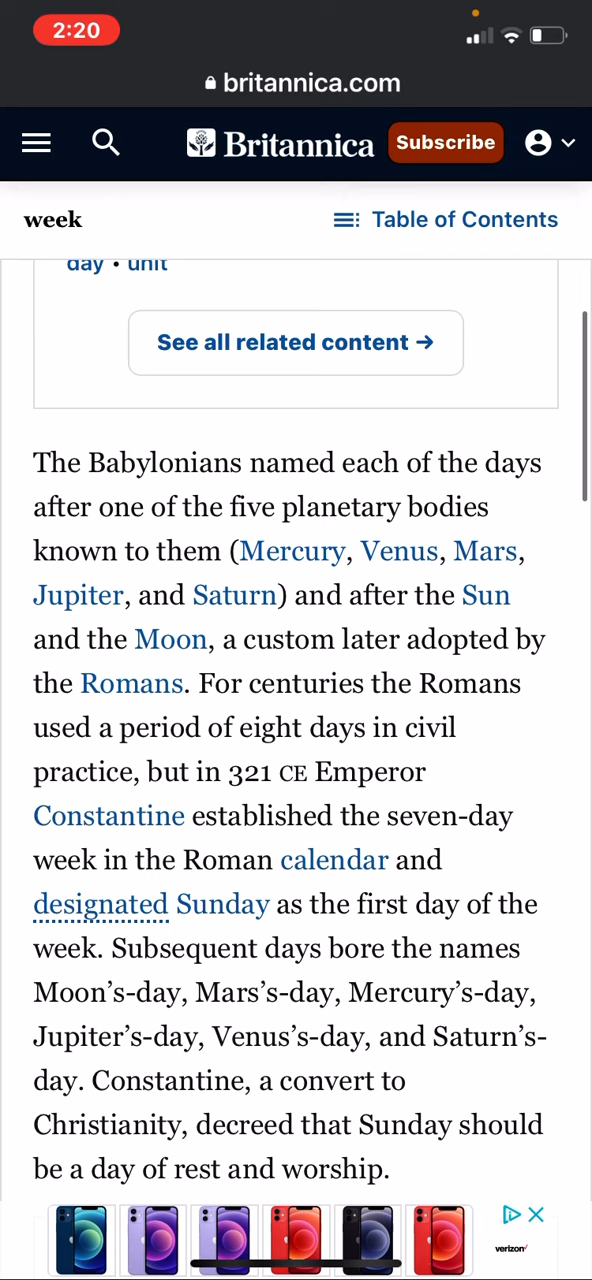 2:20
britannica.com
Britannica
Subscribe
week
Table of Contents
day • unit
See all related content →
The Babylonians named each of the days
after one of the five planetary bodies
known to them (Mercury, Venus, Mars,
Jupiter, and Saturn) and after the Sun
and the Moon, a custom later adopted by
the Romans. For centuries the Romans
used a period of eight days in civil
practice, but in 321 CE Emperor
Constantine established the seven-day
week in the Roman calendar and
designated Sunday as the first day of the
week. Subsequent days bore the names
Moon’s-day, Mars’s-day, Mercury’s-day,
Jupiter’s-day, Venus’s-day, and Saturn’s-
day. Constantine, a convert to
Christianity, decreed that Sunday should
be a day of rest and worship.
verizon